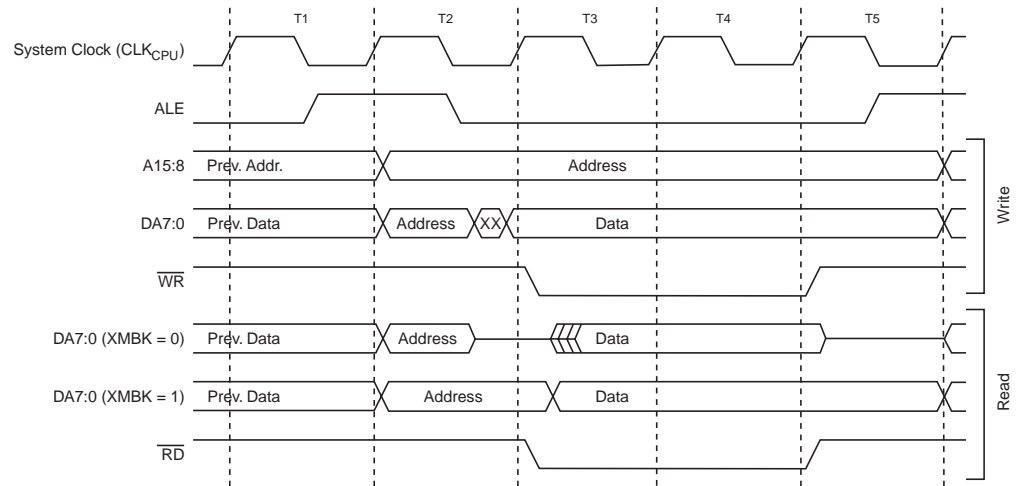 T1 T2 T3 T4 T5
System Clock (CLKCPU)
ALE
A15:8 Prev. Addr. Address
DA7:0 Prev. Data Address XX Data
WR
Write
DA7:0 (XMBK = 0) Prev. Data Address Data
DA7:0 (XMBK = 1) Prev. Data Address Data
RD
Read